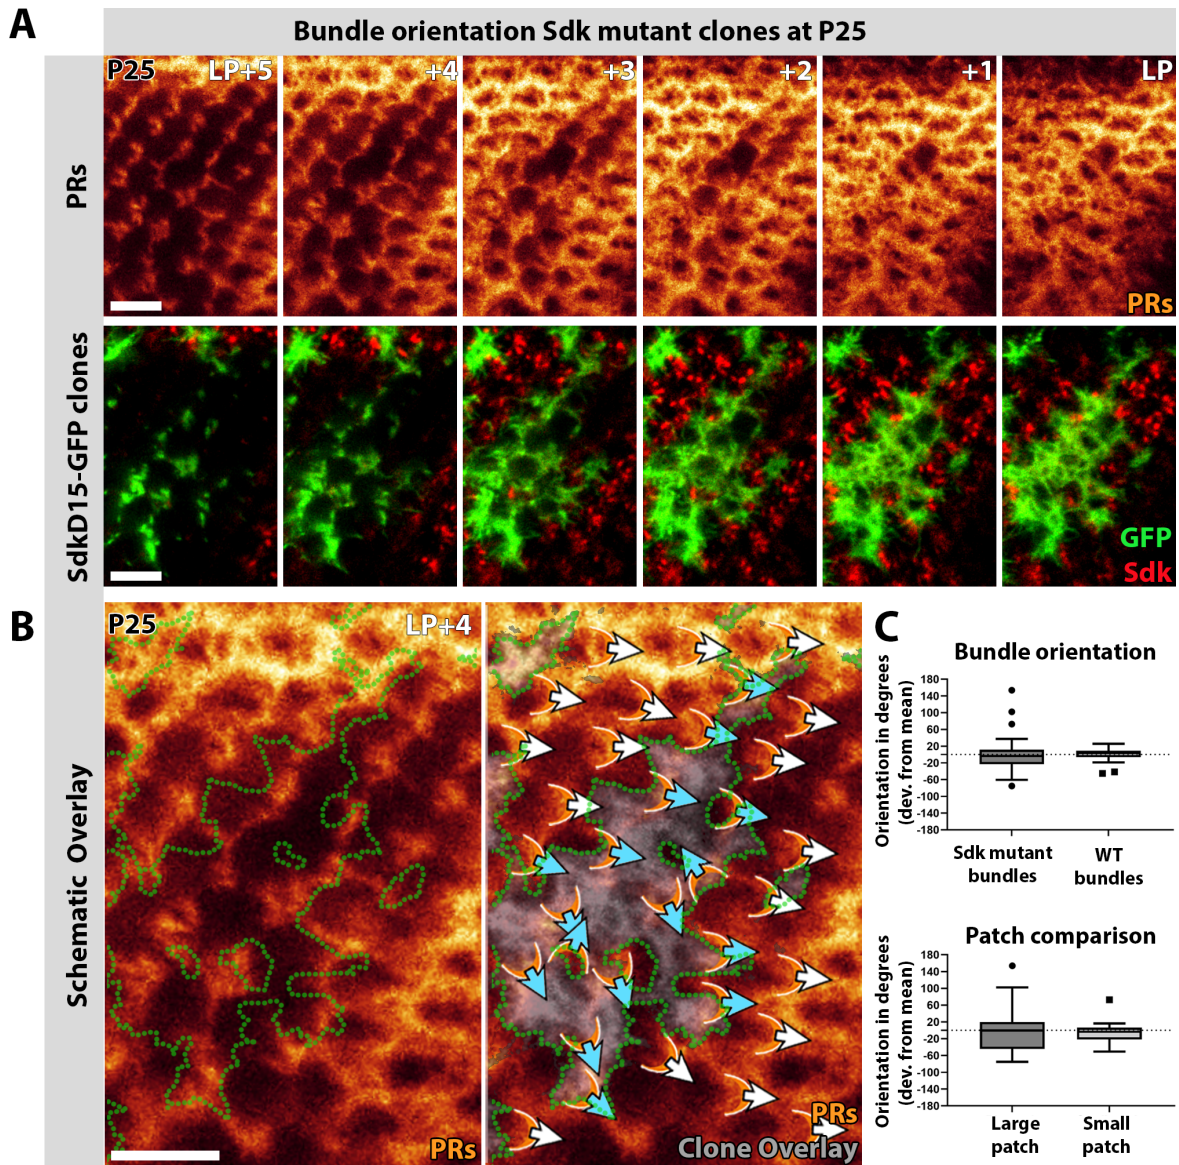 A
Bundle orientation Sdk mutant clones at P25
PRs
P25
LP+5
+4
+3
+2
+1
LP
PRs
SdkD15-GFP clones
GFP
Sdk
B
Schematic Overlay
P25
LP+4
PRs
PRs
Clone Overlay
C
Bundle orientation
Orientation in degrees
(dev. from mean)
180
140
100
60
20
-20
-60
-100
-140
-180
Sdk mutant
bundles
WT
bundles
Patch comparison
Orientation in degrees
(dev. from mean)
180
140
100
60
20
-20
-60
-100
-140
-180
Large
patch
Small
patch